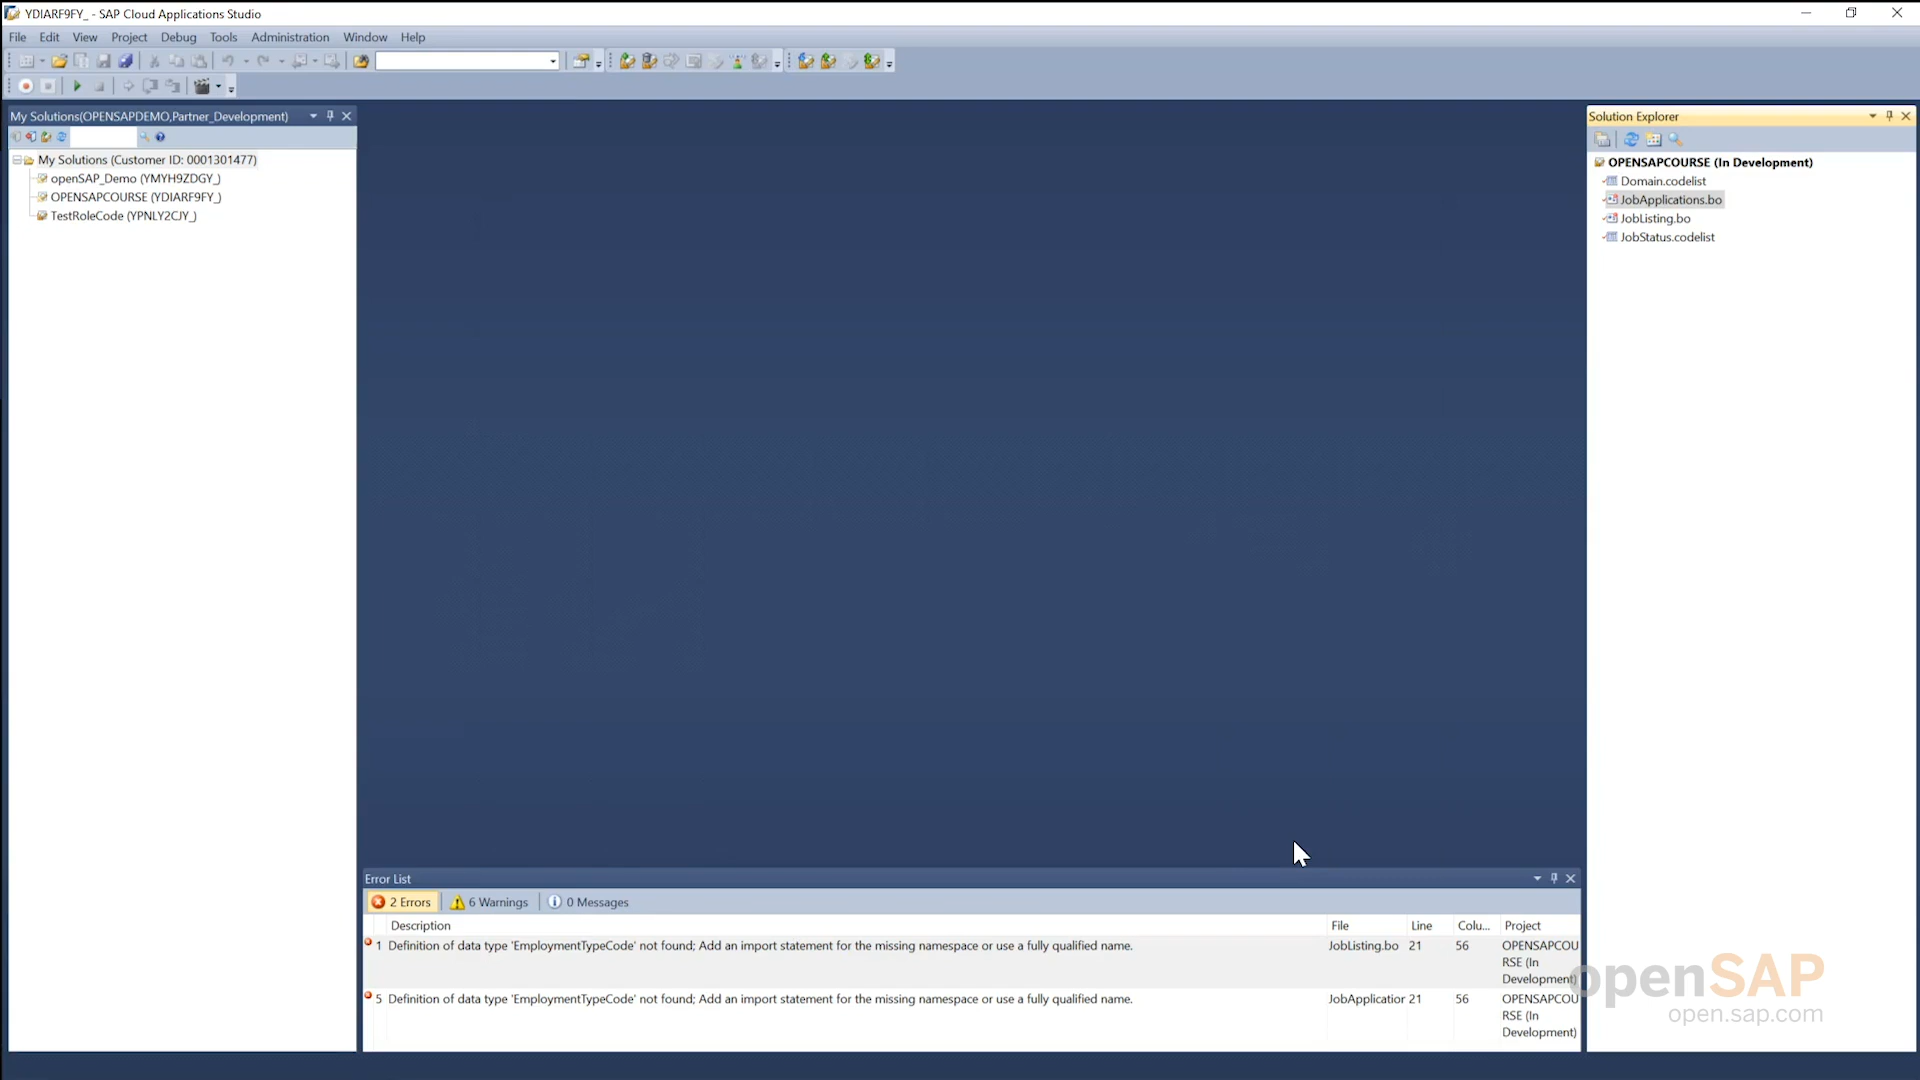 YDIARF9FY_ - SAP Cloud Applications Studio
File Edit View Project Debug Tools Administration Window Help
My Solutions(OPENSAPDEMO,Partner_Development)
My Solutions (Customer ID: 0001301477)
openSAP_Demo (YMYH9ZDGY_)
OPENSAPCOURSE (YDIARF9FY_)
TestRoleCode (YPNLY2CJY_)
Solution Explorer
OPENSAPCOURSE (In Development)
Domain.codelist
JobApplications.bo
JobListing.bo
JobStatus.codelist
Error List
2 Errors 6 Warnings 0 Messages
Description File Line Colu... Project
1 Definition of data type 'EmploymentTypeCode' not found; Add an import statement for the missing namespace or use a fully qualified name. JobListing.bo 21 56 OPENSAPCOU
RSE (In
Development)
5 Definition of data type 'EmploymentTypeCode' not found; Add an import statement for the missing namespace or use a fully qualified name. JobApplication 21 56 OPENSAPCOU
RSE (In
Development)
openSAP
open.sap.com